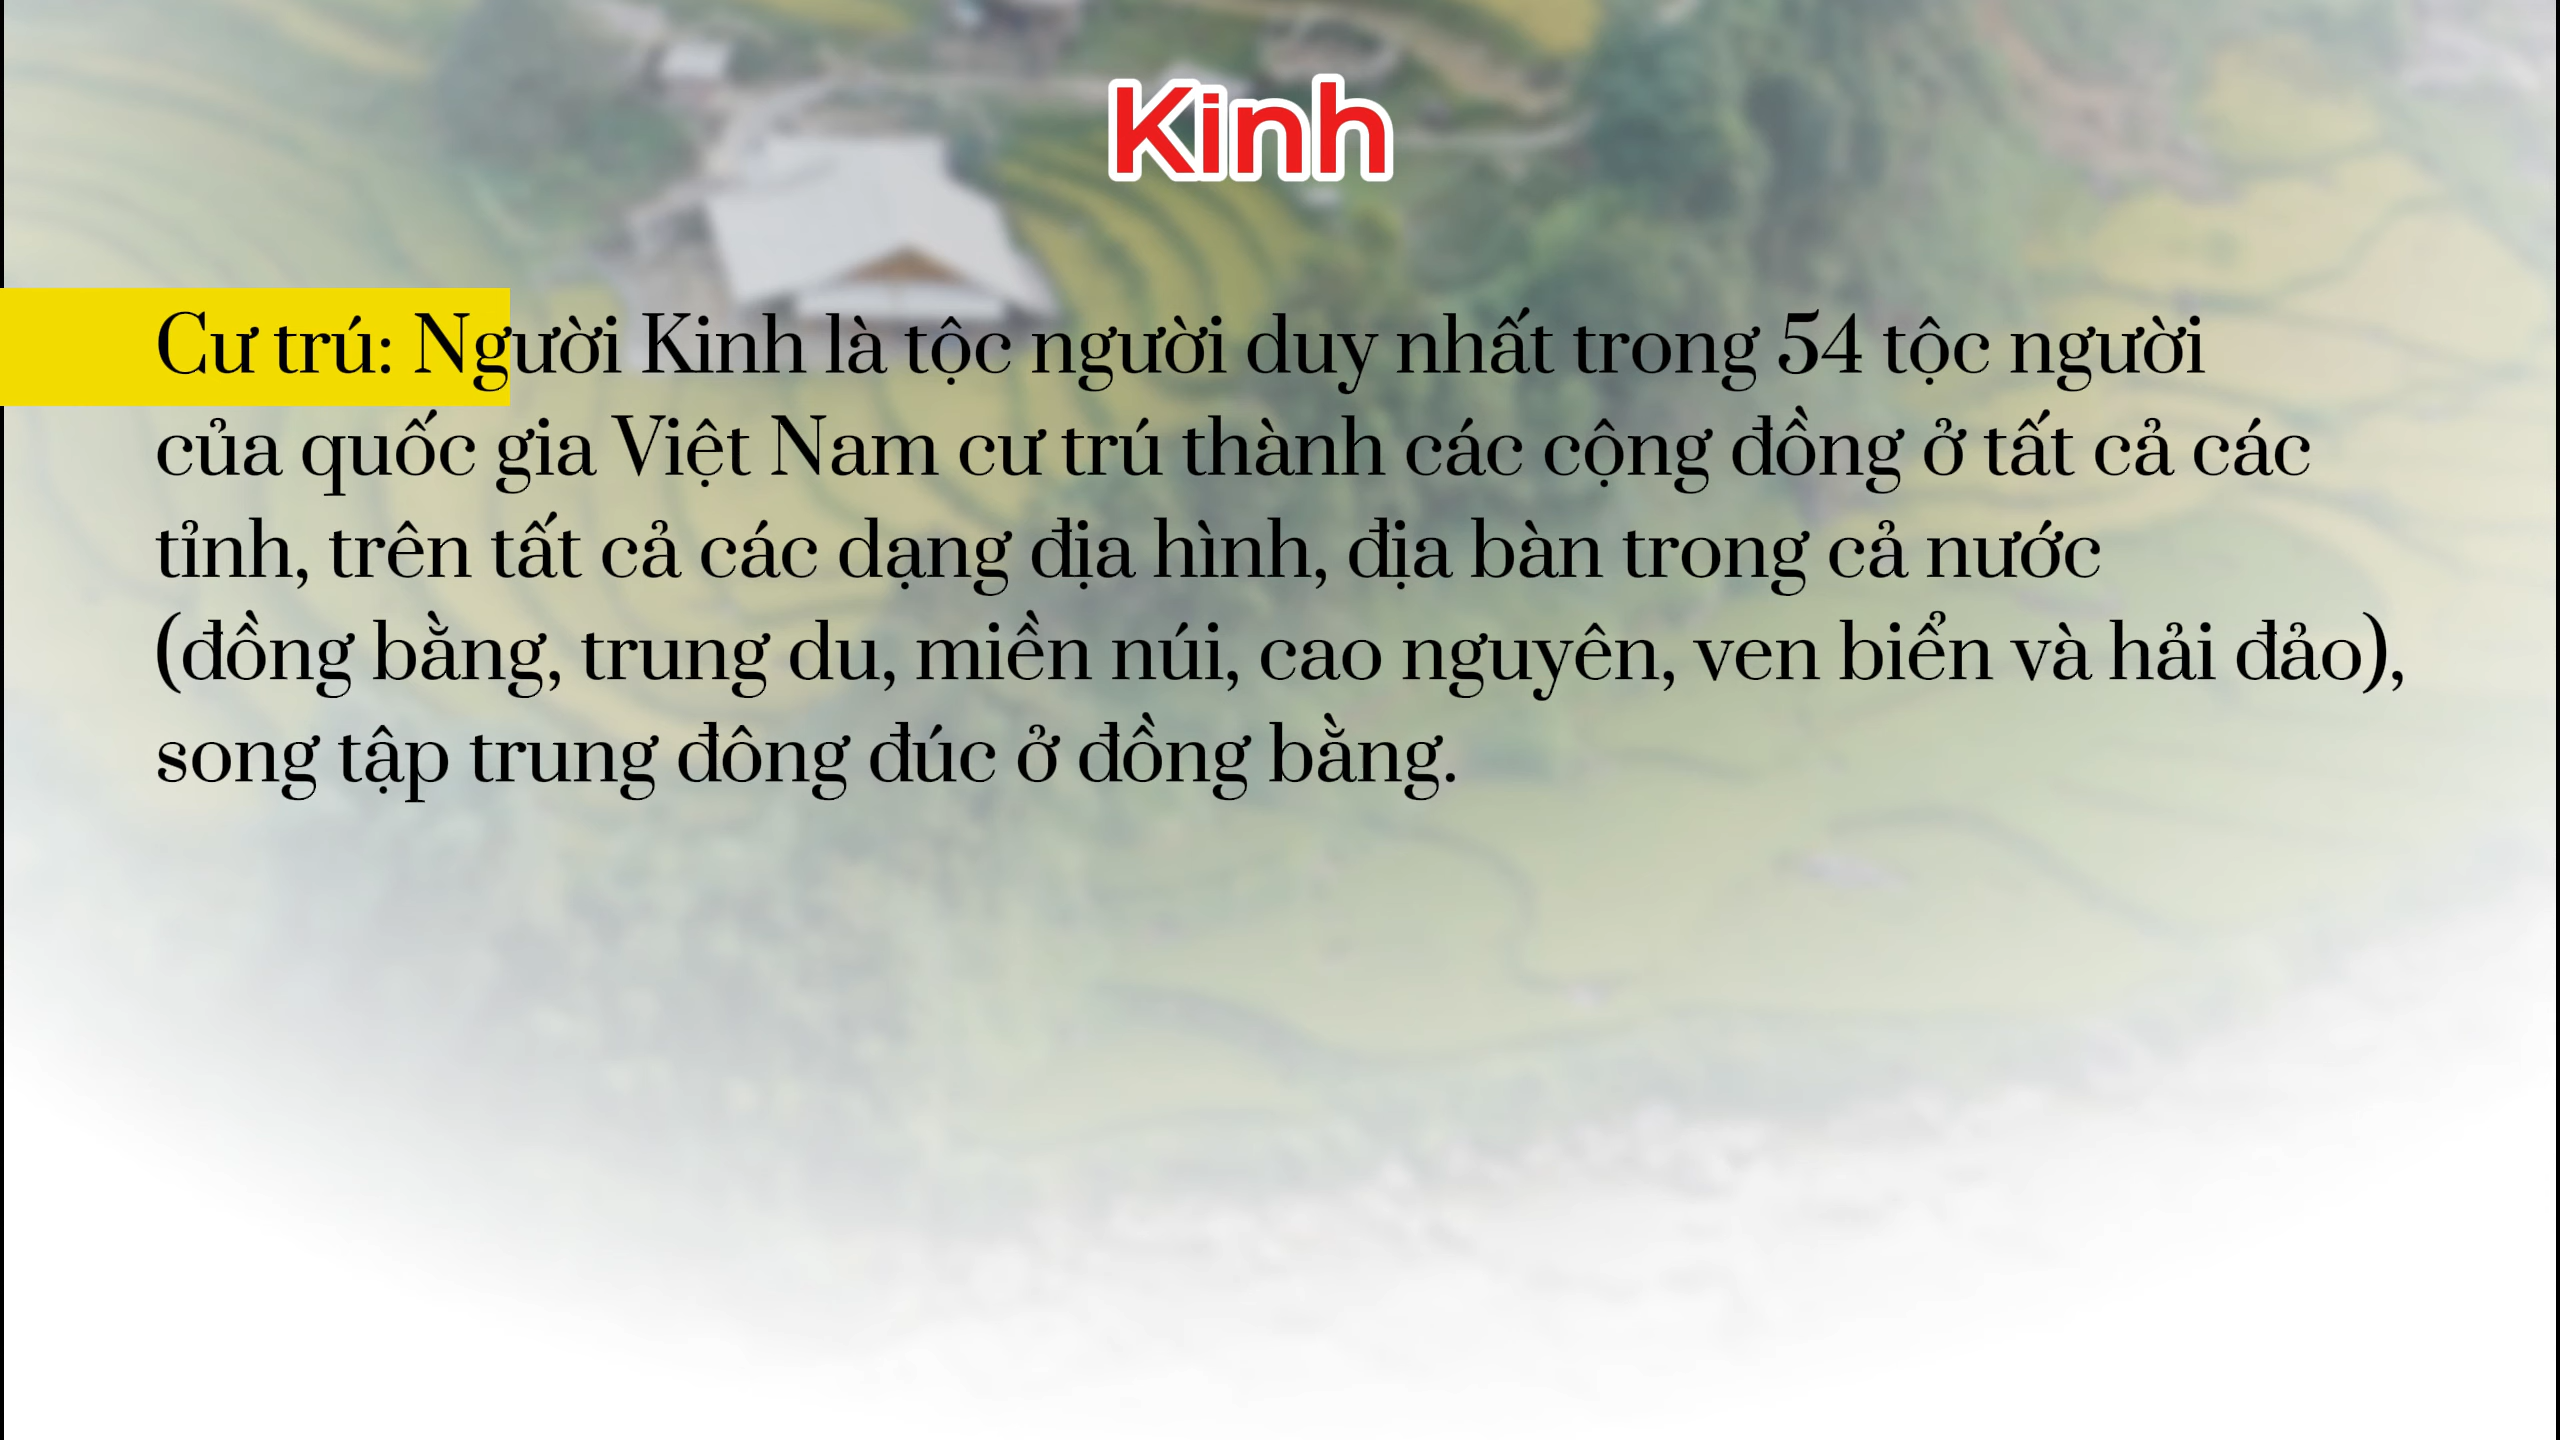 Kinh
Cư trú: Người Kinh là tộc người duy nhất trong 54 tộc người
của quốc gia Việt Nam cư trú thành các cộng đồng ở tất cả các
tỉnh, trên tất cả các dạng địa hình, địa bàn trong cả nước
(đồng bằng, trung du, miền núi, cao nguyên, ven biển và hải đảo),
song tập trung đông đúc ở đồng bằng.